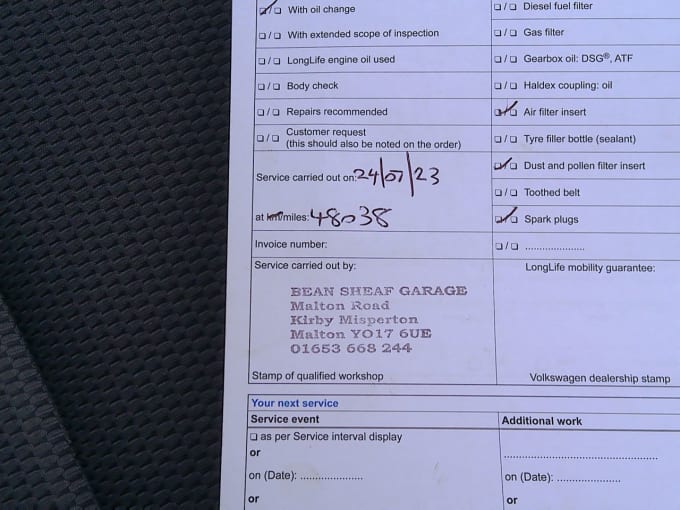 With oil change
With extended scope of inspection
LongLife engine oil used
Body check
Repairs recommended
Customer request
(this should also be noted on the order)
Service carried out on: 24/07/23
at km/miles: 48038
Invoice number:
Service carried out by:
BEAN SHEAF GARAGE
Malton Road
Kirby Misperton
Malton YO17 6UE
01653 668 244
Stamp of qualified workshop
Diesel fuel filter
Gas filter
Gearbox oil: DSG®, ATF
Haldex coupling: oil
Air filter insert
Tyre filler bottle (sealant)
Dust and pollen filter insert
Toothed belt
Spark plugs
LongLife mobility guarantee:
Volkswagen dealership stamp
Your next service
Service event
as per Service interval display
or
on (Date): .....................
or
Additional work
on (Date): .....................
or